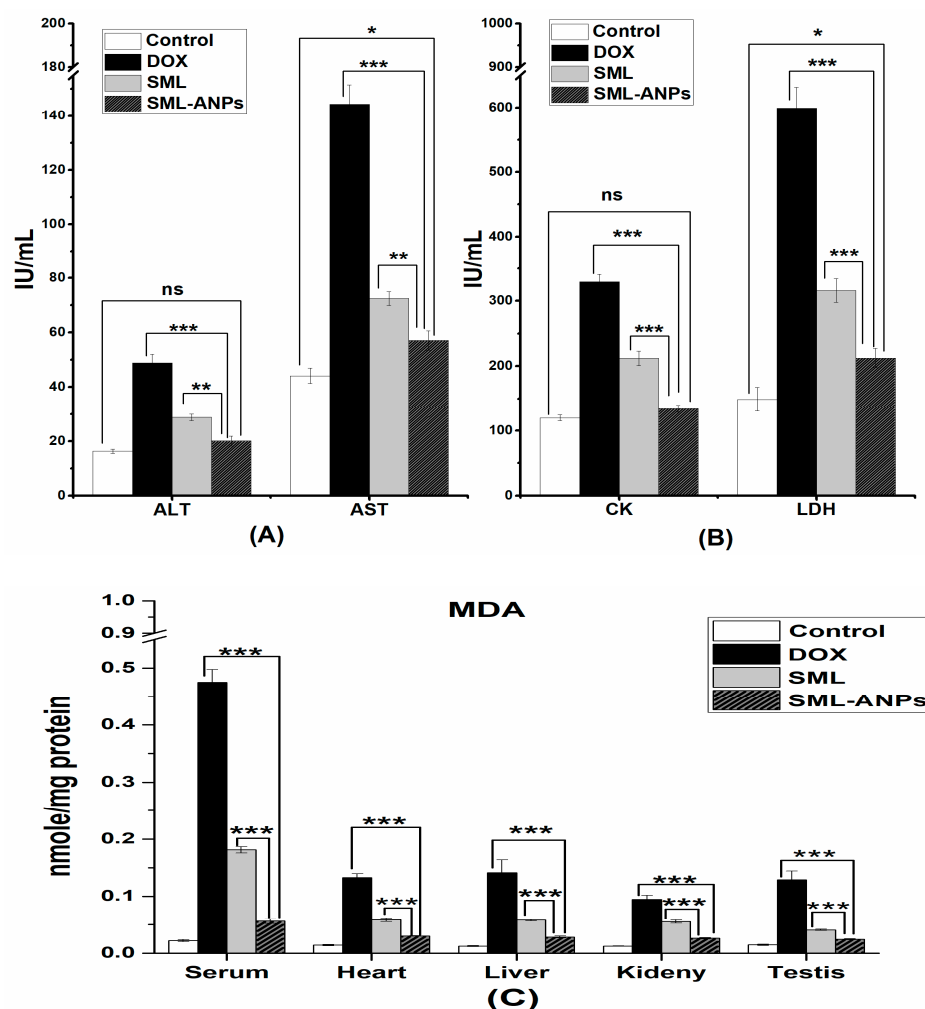 200
180
140
120
100
80
60
40
20
0
IU/mL
Control
DOX
SML
SML-ANPs
*
***
**
ns
***
**
ALT
AST
(A)
1000
900
600
500
400
300
200
100
0
IU/mL
Control
DOX
SML
SML-ANPs
*
***
***
ns
***
***
CK
LDH
(B)
MDA
1.0
0.9
0.5
0.4
0.3
0.2
0.1
0.0
nmole/mg protein
Control
DOX
SML
SML-ANPs
***
***
***
***
***
***
***
***
***
***
Serum
Heart
Liver
Kideny
Testis
(C)